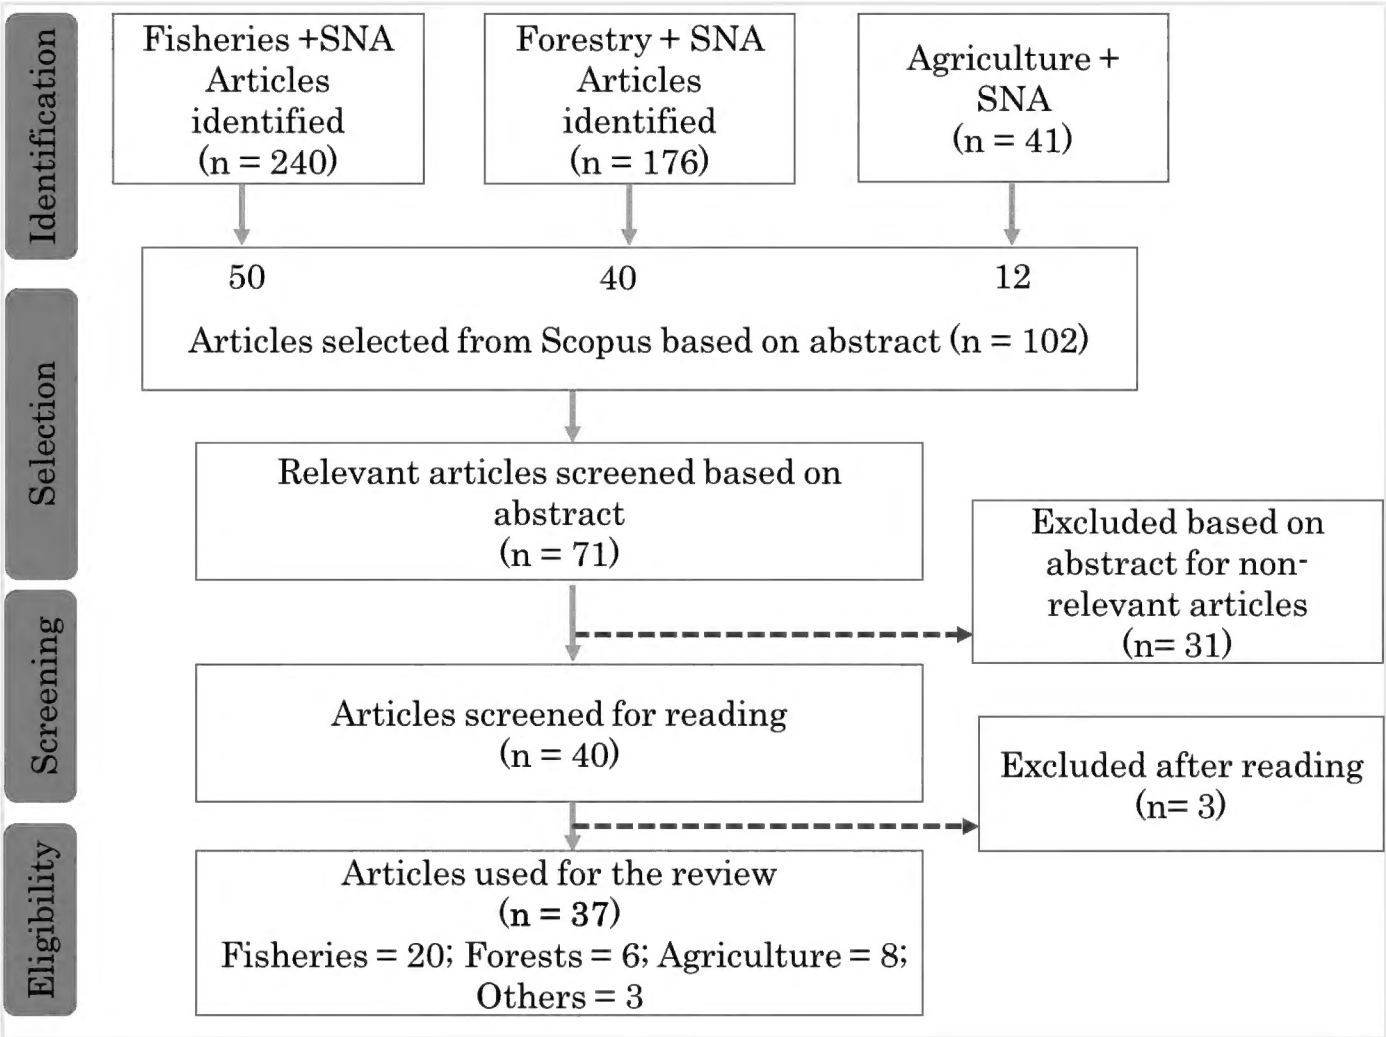 Identification
Fisheries +SNA
Articles
identified
(n = 240)
Forestry + SNA
Articles
identified
(n = 176)
Agriculture +
SNA
(n = 41)
50
40
12
Articles selected from Scopus based on abstract (n = 102)
Selection
Relevant articles screened based on
abstract
(n = 71)
Excluded based on
abstract for non-
relevant articles
(n= 31)
Screening
Articles screened for reading
(n = 40)
Excluded after reading
(n= 3)
Eligibility
Articles used for the review
(n = 37)
Fisheries = 20; Forests = 6; Agriculture = 8;
Others = 3